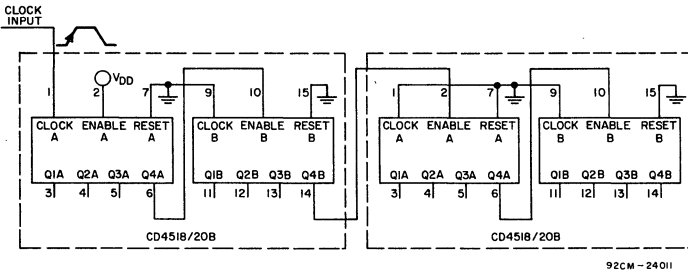 CLOCK
INPUT
VDD
1 2 7 9 10 15 1 2 7 9 10 15
CLOCK ENABLE RESET CLOCK ENABLE RESET CLOCK ENABLE RESET CLOCK ENABLE RESET
A A A B B B A A A B B B
Q1A Q2A Q3A Q4A Q1B Q2B Q3B Q4B Q1A Q2A Q3A Q4A Q1B Q2B Q3B Q4B
3 4 5 6 11 12 13 14 3 4 5 6 11 12 13 14
CD4518/20B CD4518/20B
92CM-24011